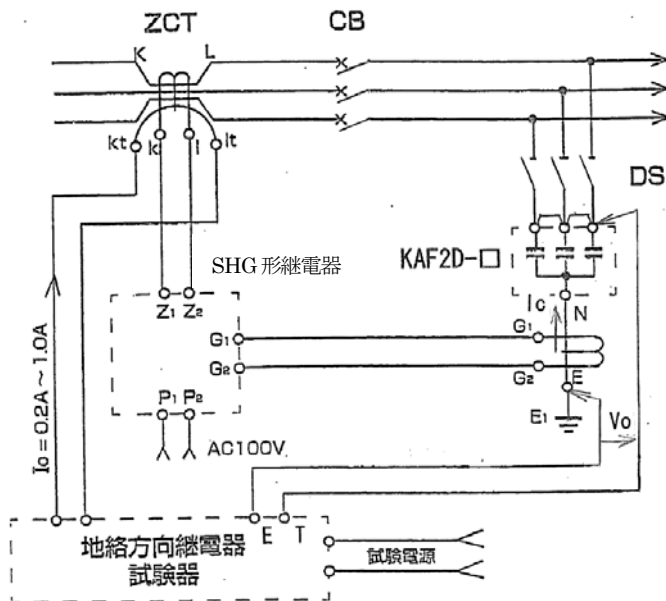 ZCT
CB
K
L
kt
k
l
lt
DS
SHG 形継電器
KAF2D-□
Z1
Z2
Ic
N
G1
G1
G2
G2
E
P1
P2
E1
Vo
Io = 0.2A ~ 1.0A
AC100V
E
T
地絡方向継電器
試験器
試験電源